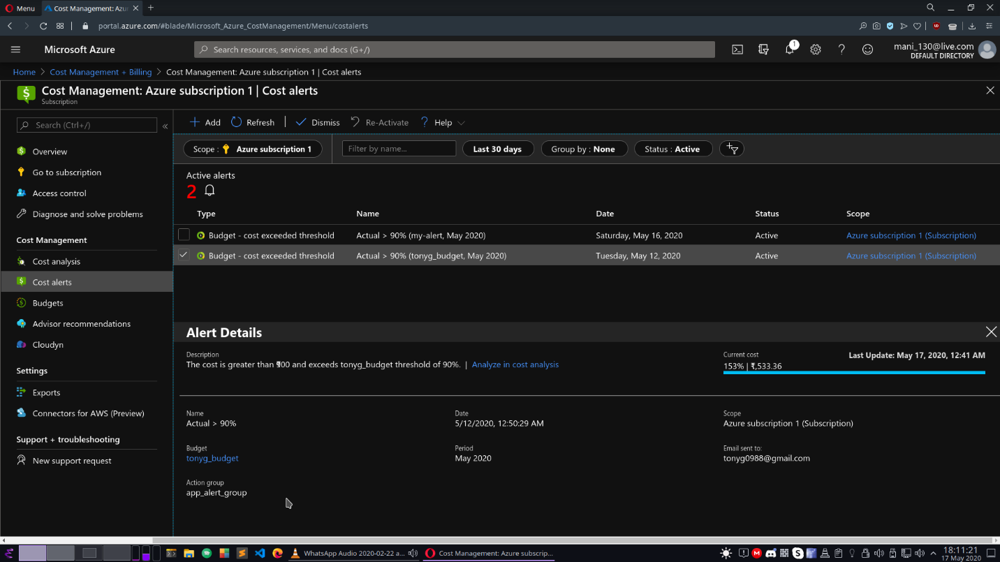 Menu
Cost Management: Azu
portal.azure.com/#blade/Microsoft_Azure_CostManagement/Menu/costalerts
Microsoft Azure
Search resources, services, and docs (G+/)
1
mani_130@live.com
DEFAULT DIRECTORY
Home > Cost Management + Billing > Cost Management: Azure subscription 1 | Cost alerts
Cost Management: Azure subscription 1 | Cost alerts
Subscription
Search (Ctrl+/)
Overview
Go to subscription
Access control
Diagnose and solve problems
Cost Management
Cost analysis
Cost alerts
Budgets
Advisor recommendations
Cloudyn
Settings
Exports
Connectors for AWS (Preview)
Support + troubleshooting
New support request
Add Refresh | Dismiss Re-Activate Help
Scope : Azure subscription 1
Filter by name...
Last 30 days
Group by : None
Status : Active
Active alerts
2
Type Name Date Status Scope
Budget - cost exceeded threshold Actual > 90% (my-alert, May 2020) Saturday, May 16, 2020 Active Azure subscription 1 (Subscription)
Budget - cost exceeded threshold Actual > 90% (tonyg_budget, May 2020) Tuesday, May 12, 2020 Active Azure subscription 1 (Subscription)
Alert Details
Description
The cost is greater than ₹900 and exceeds tonyg_budget threshold of 90%. | Analyze in cost analysis
Current cost Last Update: May 17, 2020, 12:41 AM
153% | ₹1,533.36
Name
Actual > 90%
Date
5/12/2020, 12:50:29 AM
Scope
Azure subscription 1 (Subscription)
Budget
tonyg_budget
Period
May 2020
Email sent to:
tonyg0988@gmail.com
Action group
app_alert_group
WhatsApp Audio 2020-02-22 a...
Cost Management: Azure subscrip...
18:11:21
17 May 2020